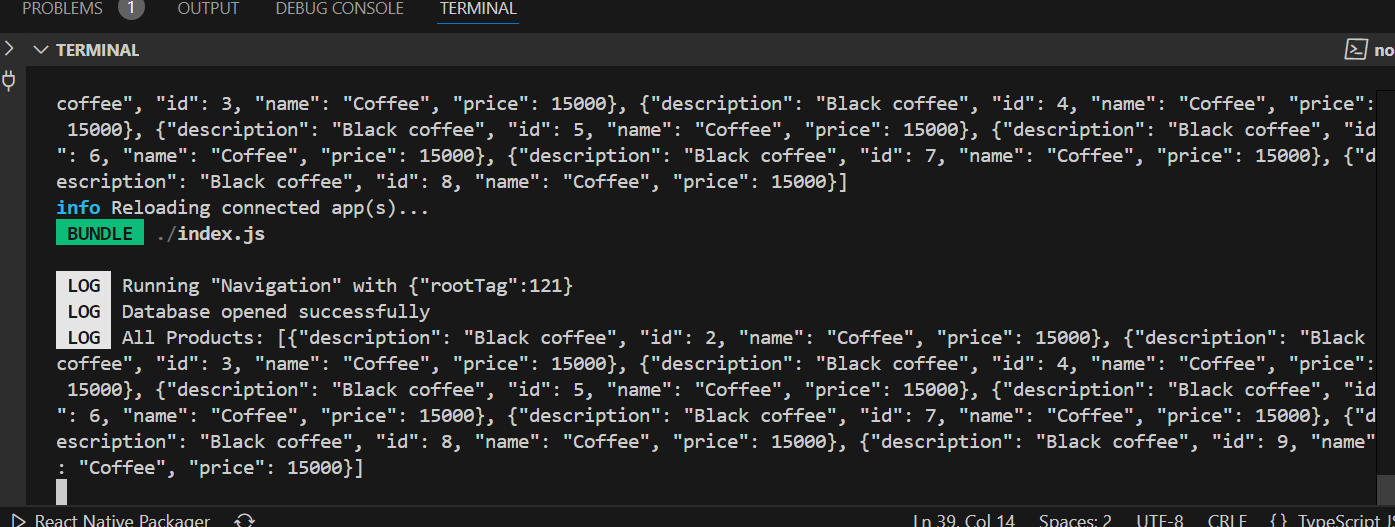 PROBLEMS 1 OUTPUT DEBUG CONSOLE TERMINAL
TERMINAL no
coffee", "id": 3, "name": "Coffee", "price": 15000}, {"description": "Black coffee", "id": 4, "name": "Coffee", "price":
15000}, {"description": "Black coffee", "id": 5, "name": "Coffee", "price": 15000}, {"description": "Black coffee", "id
": 6, "name": "Coffee", "price": 15000}, {"description": "Black coffee", "id": 7, "name": "Coffee", "price": 15000}, {"d
escription": "Black coffee", "id": 8, "name": "Coffee", "price": 15000}]
info Reloading connected app(s)...
BUNDLE ./index.js
LOG Running "Navigation" with {"rootTag":121}
LOG Database opened successfully
LOG All Products: [{"description": "Black coffee", "id": 2, "name": "Coffee", "price": 15000}, {"description": "Black
coffee", "id": 3, "name": "Coffee", "price": 15000}, {"description": "Black coffee", "id": 4, "name": "Coffee", "price":
15000}, {"description": "Black coffee", "id": 5, "name": "Coffee", "price": 15000}, {"description": "Black coffee", "id
": 6, "name": "Coffee", "price": 15000}, {"description": "Black coffee", "id": 7, "name": "Coffee", "price": 15000}, {"d
escription": "Black coffee", "id": 8, "name": "Coffee", "price": 15000}, {"description": "Black coffee", "id": 9, "name"
: "Coffee", "price": 15000}]
React Native Packager Ln 39, Col 14 Spaces: 2 UTF-8 CRLF {} TypeScript JS